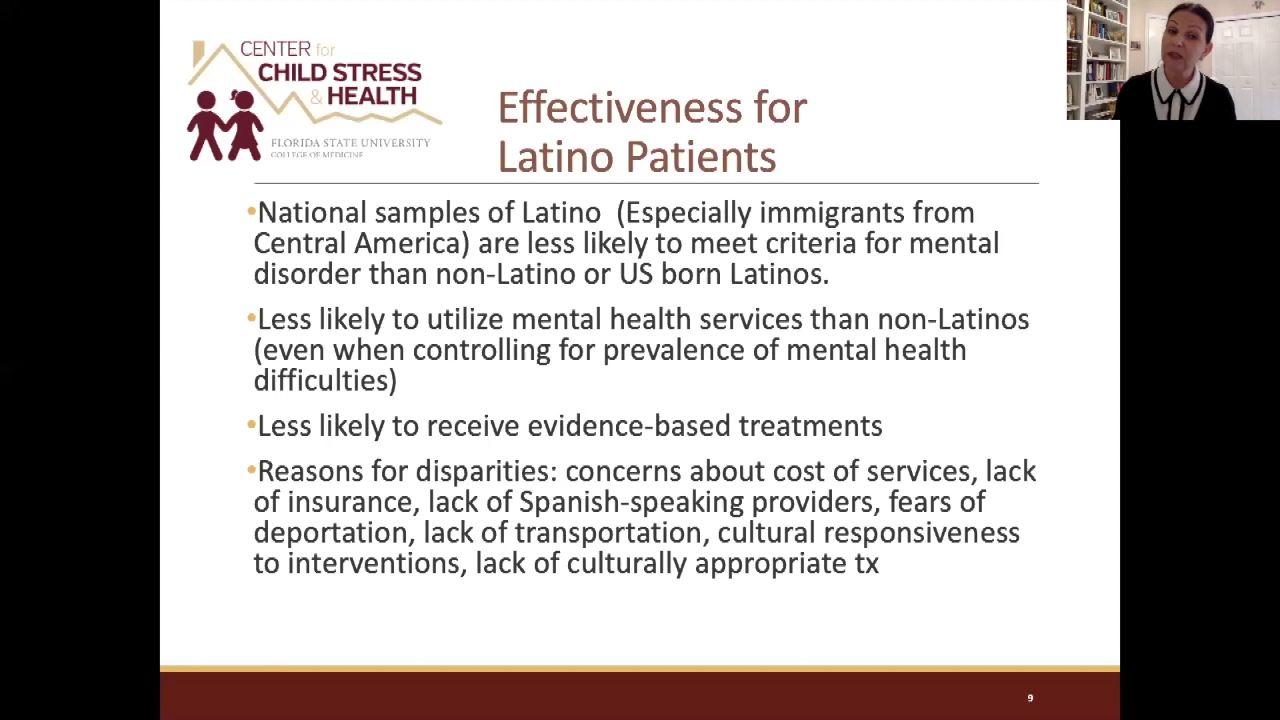 CENTER for
CHILD STRESS
& HEALTH
FLORIDA STATE UNIVERSITY
COLLEGE OF MEDICINE
Effectiveness for
Latino Patients
•National samples of Latino (Especially immigrants from
Central America) are less likely to meet criteria for mental
disorder than non-Latino or US born Latinos.
•Less likely to utilize mental health services than non-Latinos
(even when controlling for prevalence of mental health
difficulties)
•Less likely to receive evidence-based treatments
•Reasons for disparities: concerns about cost of services, lack
of insurance, lack of Spanish-speaking providers, fears of
deportation, lack of transportation, cultural responsiveness
to interventions, lack of culturally appropriate tx
9